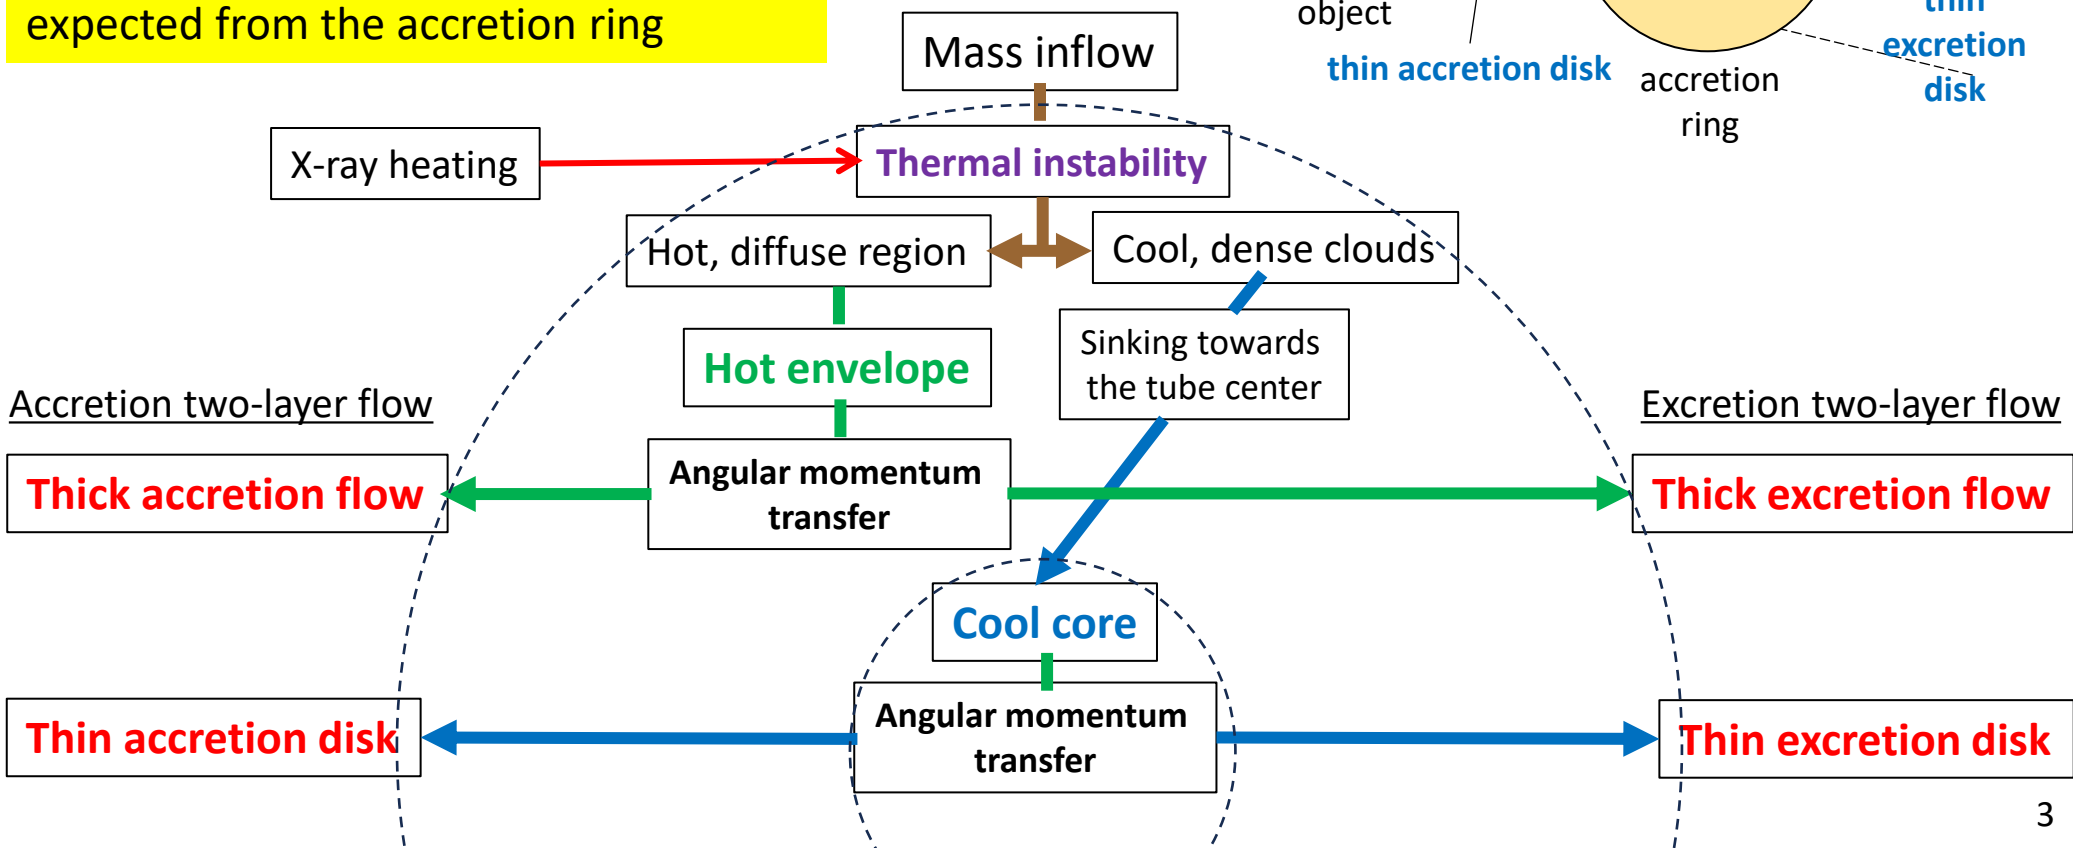 expected from the accretion ring
object
thin accretion disk
accretion
ring
thin
excretion
disk
Mass inflow
X-ray heating
Thermal instability
Hot, diffuse region
Cool, dense clouds
Hot envelope
Sinking towards
the tube center
Accretion two-layer flow
Excretion two-layer flow
Thick accretion flow
Angular momentum
transfer
Thick excretion flow
Cool core
Thin accretion disk
Angular momentum
transfer
Thin excretion disk
3